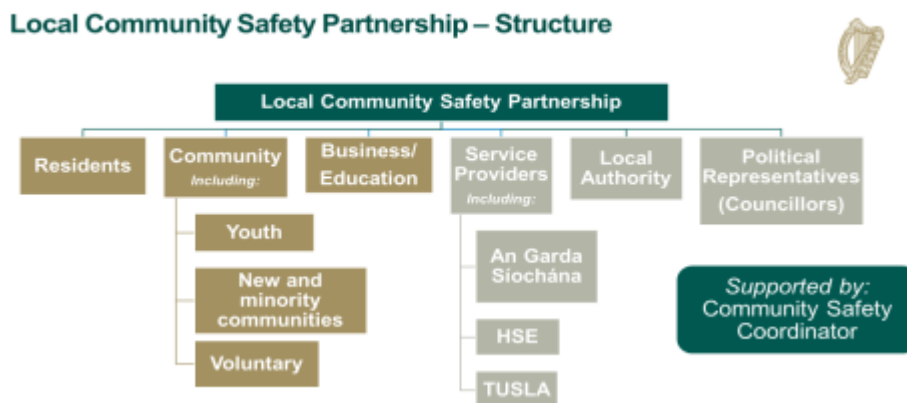 Local Community Safety Partnership – Structure
Local Community Safety Partnership
Residents
Community
Including:
Business/
Education
Service
Providers
Including:
Local
Authority
Political
Representatives
(Councillors)
Youth
New and
minority
communities
Voluntary
An Garda
Síochána
HSE
TUSLA
Supported by:
Community Safety
Coordinator